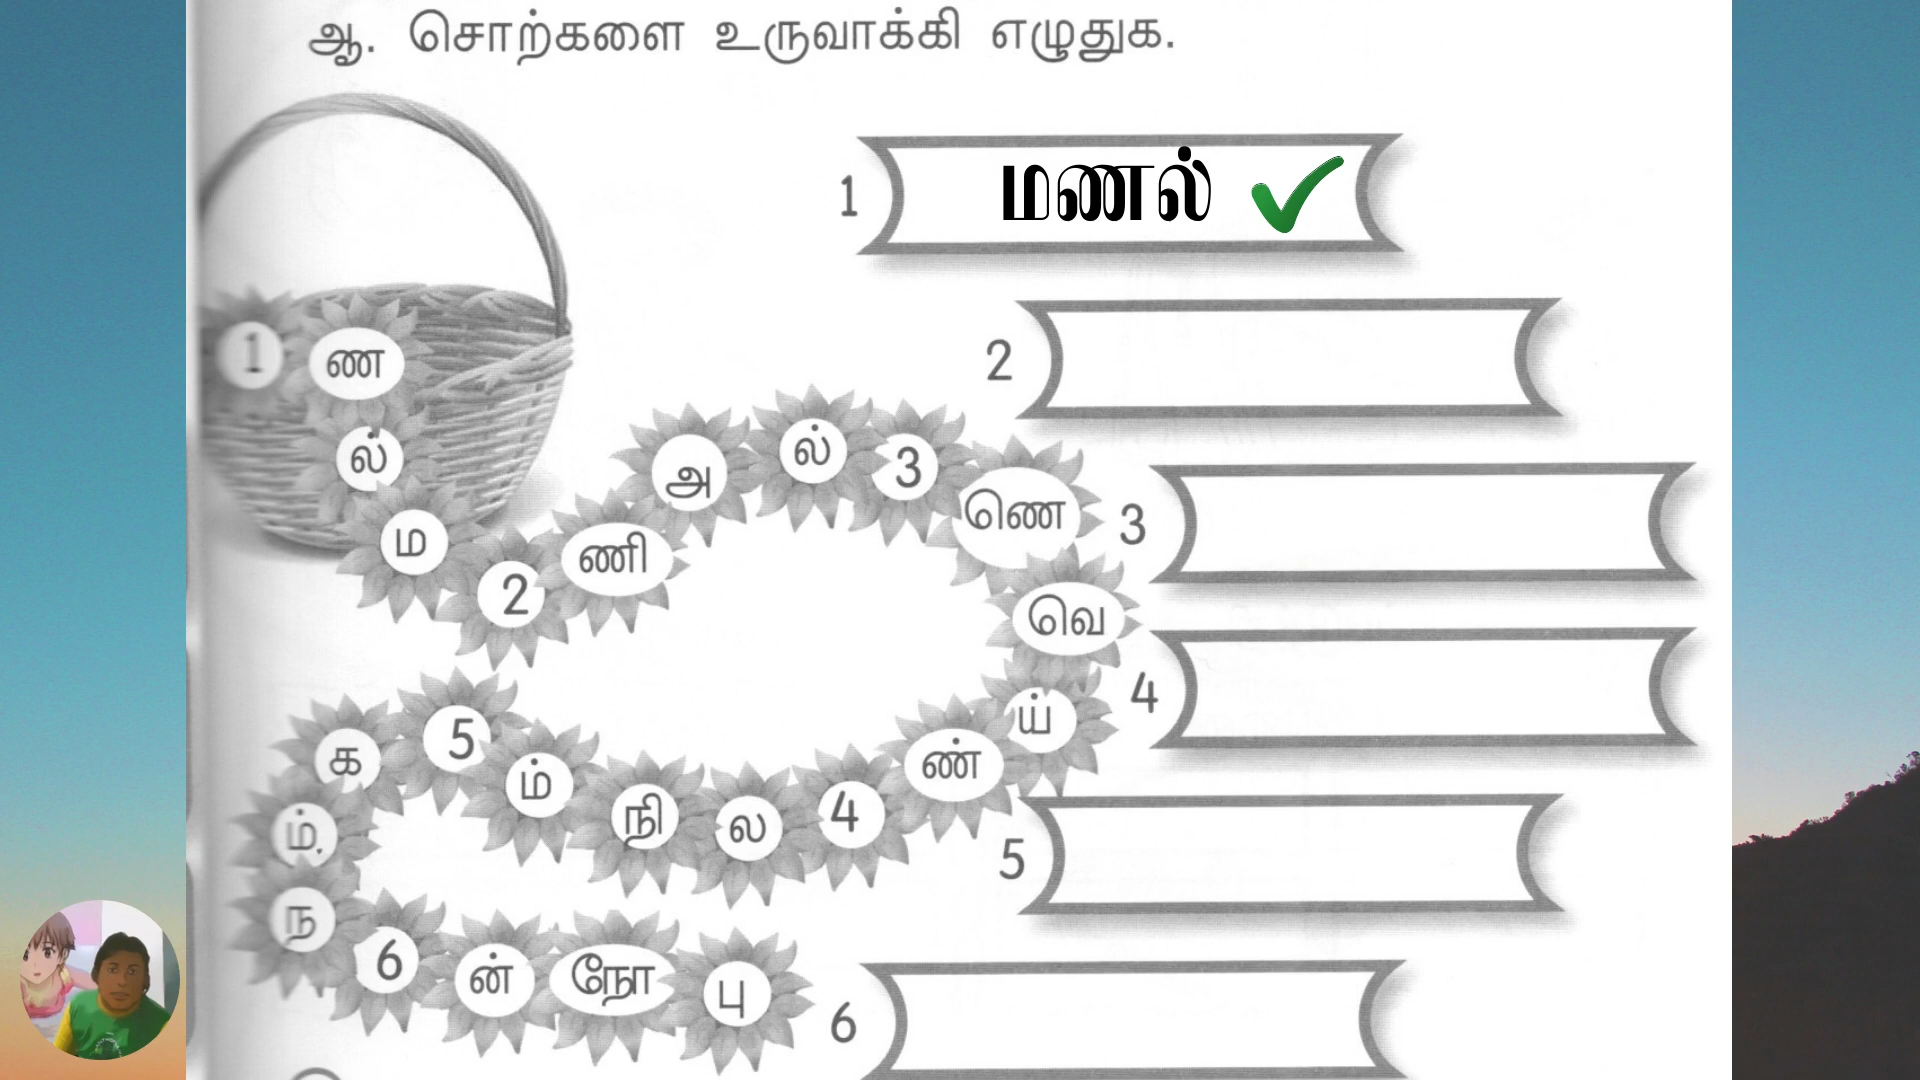 ஆ. சொற்களை உருவாக்கி எழுதுக.
1 மணல்
2
3
4
5
6
1 ண ல் ம
2 ணி அ ல்
3 ணெ வெ ய் ண்
4 ல நி ம்
5 க ம் ந
6 ன் நோ பு